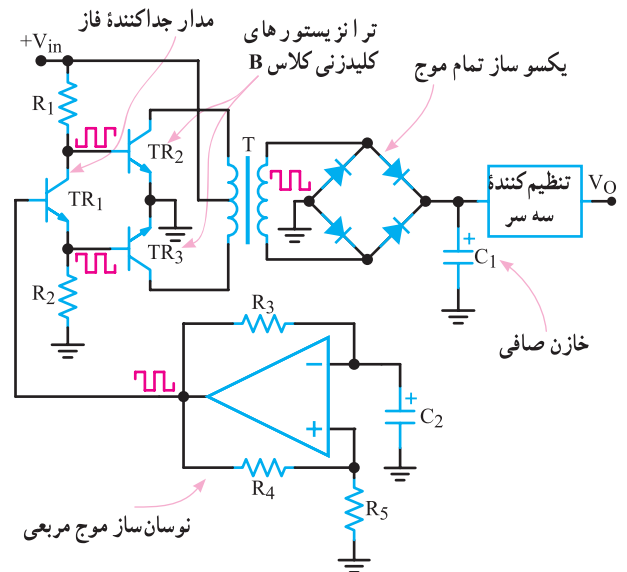 مدار جداکنندهٔ فاز
ترانزیستورهای
کلیدزنی کلاس B
یکسو ساز تمام موج
+Vin
R1
TR2
T
TR1
TR3
R2
تنظیم‌کنندهٔ
سه سر
VO
+
C1
خازن صافی
R3
−
+
+
C2
R4
R5
نوسان‌ساز موج مربعی